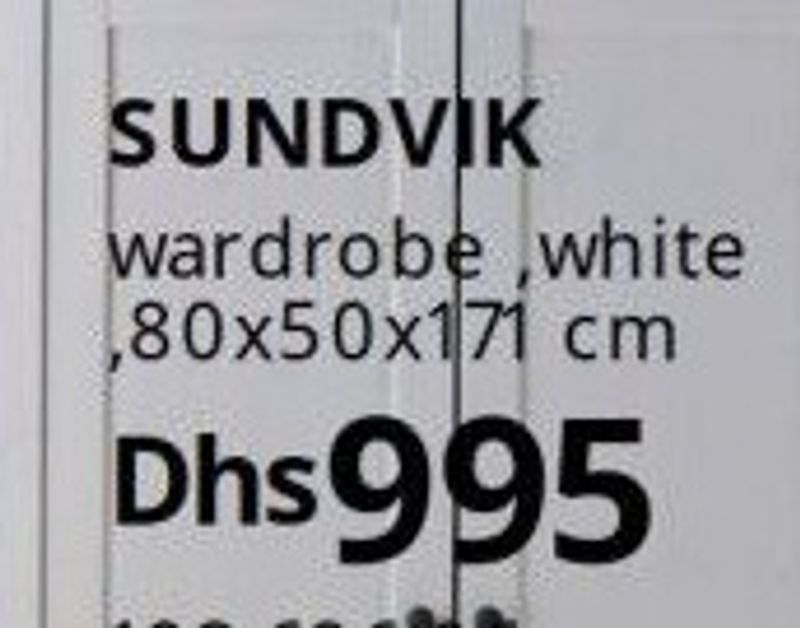 SUNDVIK
wardrobe ,white
,80x50x171 cm
Dhs995